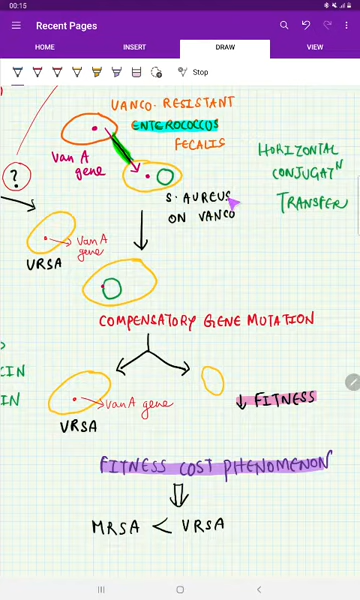 00:15
Recent Pages
HOME INSERT DRAW VIEW
Stop
VANCO. RESISTANT
ENTEROCOCCUS
FECALIS
Van A
gene
HORIZONTAL
CONJUGATN
TRANSFER
?
S. AUREUS
ON VANCO
Van A
gene
VRSA
COMPENSATORY GENE MUTATION
CIN
IN
Van A gene
VRSA
↓ FITNESS
FITNESS COST PHENOMENON
MRSA < VRSA